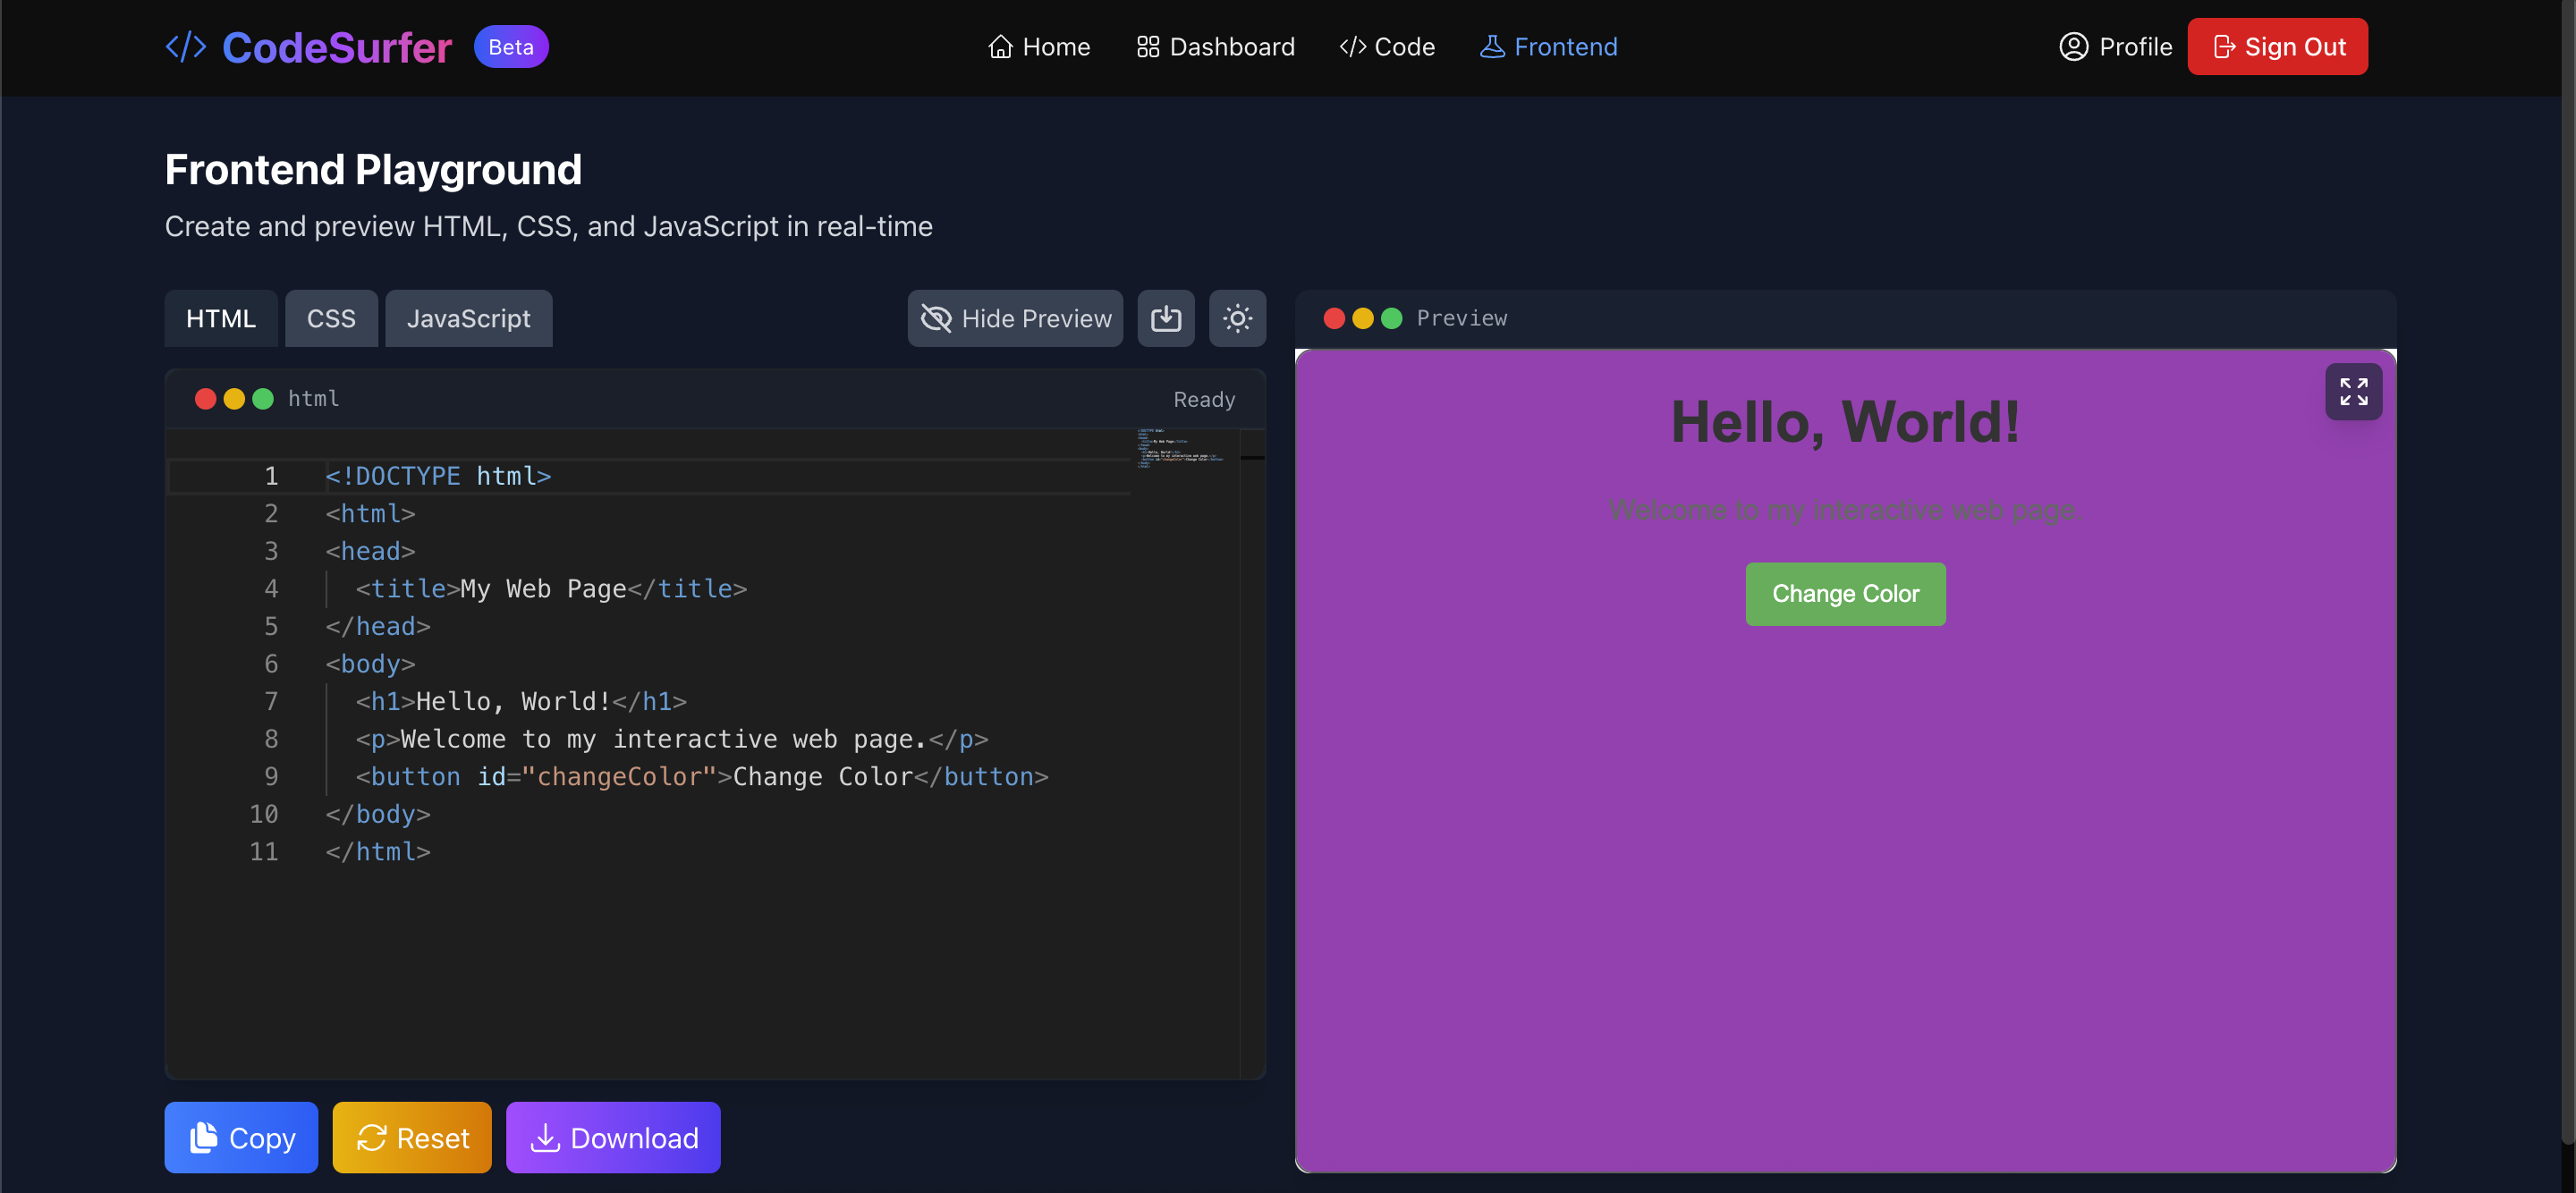 </> CodeSurfer Beta
Home Dashboard </> Code Frontend
Profile Sign Out
Frontend Playground
Create and preview HTML, CSS, and JavaScript in real-time
HTML CSS JavaScript
Hide Preview
html Ready
1 <!DOCTYPE html>
2 <html>
3 <head>
4   <title>My Web Page</title>
5 </head>
6 <body>
7   <h1>Hello, World!</h1>
8   <p>Welcome to my interactive web page.</p>
9   <button id="changeColor">Change Color</button>
10 </body>
11 </html>
Copy Reset Download
Preview
Hello, World!
Welcome to my interactive web page.
Change Color